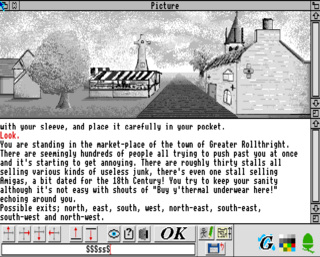 Picture
with your sleeve, and place it carefully in your pocket.
Look.
You are standing in the market-place of the town of Greater Rollthright.
There are seemingly hundreds of people all trying to push past you at once
and it's starting to get annoying. There are roughly thirty stalls all
selling various kinds of useless junk, there's even one stall selling
Amigas, a bit dated for the 18th Century! You try to keep your sanity
although it's not easy with shouts of "Buy y'thermal underwear here!"
echoing around you.
Possible exits; north, east, south, west, north-east, south-east,
south-west and north-west.
OK
G